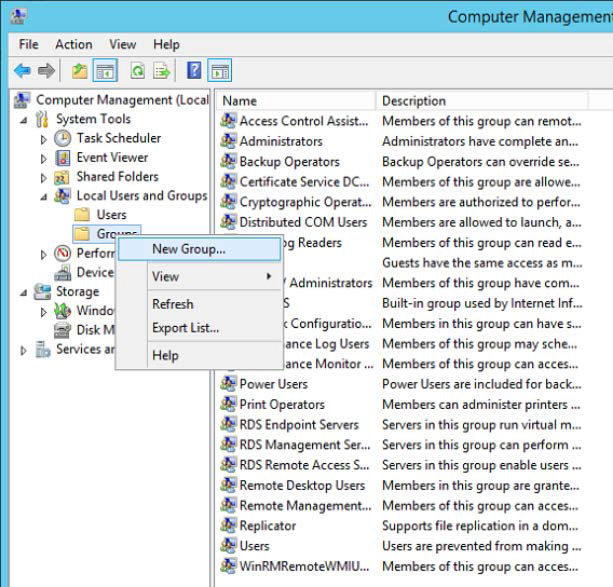 Computer Management
File Action View Help
Computer Management (Local
System Tools
Task Scheduler
Event Viewer
Shared Folders
Local Users and Groups
Users
Groups
Perfor
Device
Storage
Windo
Disk M
Services an
New Group...
View
Refresh
Export List...
Help
Name Description
Access Control Assist... Members of this group can remot...
Administrators Administrators have complete an...
Backup Operators Backup Operators can override se...
Certificate Service DC... Members of this group are allowe...
Cryptographic Operat... Members are authorized to perfor...
Distributed COM Users Members are allowed to launch, a...
og Readers Members of this group can read e...
Guests have the same access as m...
/ Administrators Members of this group have com...
S Built-in group used by Internet Inf...
k Configuratio... Members in this group can have s...
ance Log Users Members of this group may sche...
ance Monitor ... Members of this group can acces...
Power Users Power Users are included for back...
Print Operators Members can administer printers ...
RDS Endpoint Servers Servers in this group run virtual m...
RDS Management Ser... Servers in this group can perform ...
RDS Remote Access S... Servers in this group enable users ...
Remote Desktop Users Members in this group are grante...
Remote Management... Members of this group can acces...
Replicator Supports file replication in a dom...
Users Users are prevented from making ...
WinRMRemoteWMIU... Members of this group can acces...